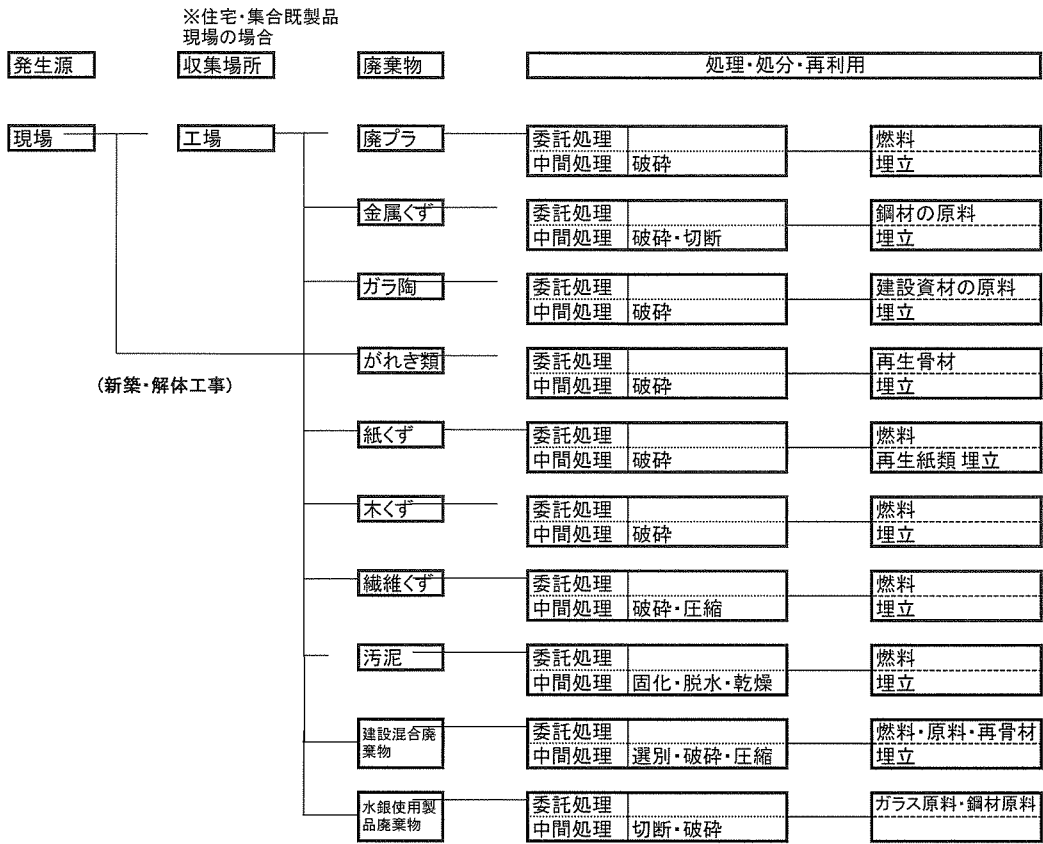 ※住宅・集合既製品
現場の場合
発生源 収集場所 廃棄物 処理・処分・再利用
現場 工場 廃プラ 委託処理 燃料
中間処理 破砕 埋立
金属くず 委託処理 鋼材の原料
中間処理 破砕・切断 埋立
ガラ陶 委託処理 建設資材の原料
中間処理 破砕 埋立
がれき類 委託処理 再生骨材
中間処理 破砕 埋立
(新築・解体工事)
紙くず 委託処理 燃料
中間処理 破砕 再生紙類 埋立
木くず 委託処理 燃料
中間処理 破砕 埋立
繊維くず 委託処理 燃料
中間処理 破砕・圧縮 埋立
汚泥 委託処理 燃料
中間処理 固化・脱水・乾燥 埋立
建設混合廃
棄物
委託処理 燃料・原料・再骨材
中間処理 選別・破砕・圧縮 埋立
水銀使用製
品廃棄物
委託処理 ガラス原料・鋼材原料
中間処理 切断・破砕